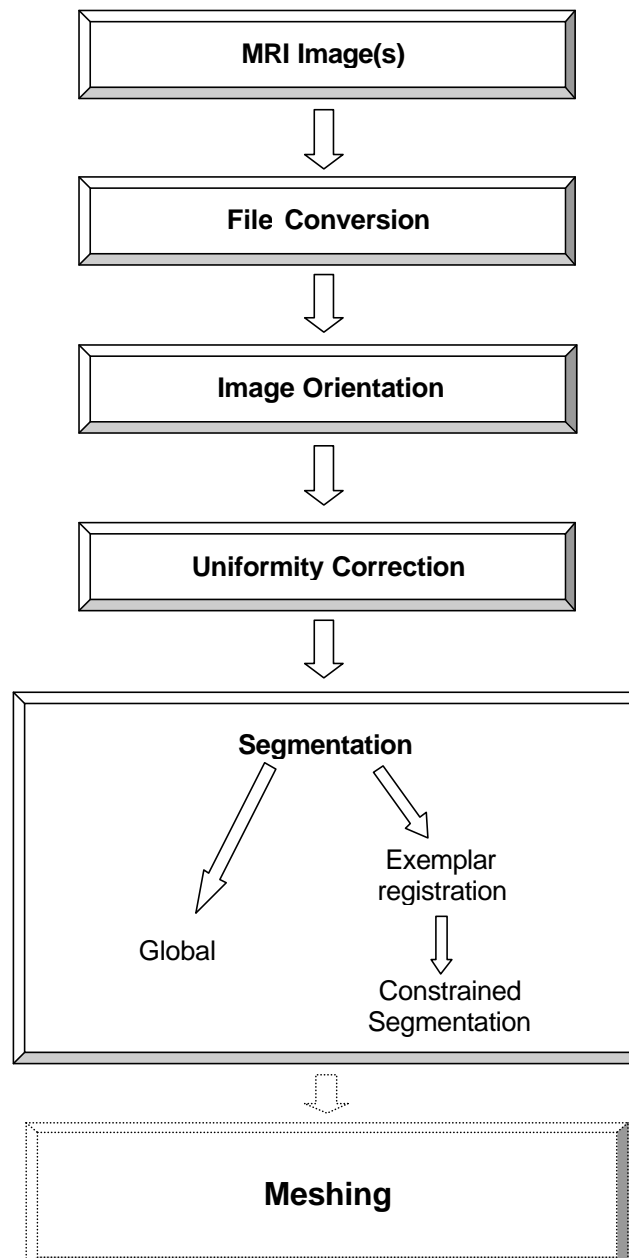 MRI Image(s)
File Conversion
Image Orientation
Uniformity Correction
Segmentation
Exemplar
registration
Global
Constrained
Segmentation
Meshing